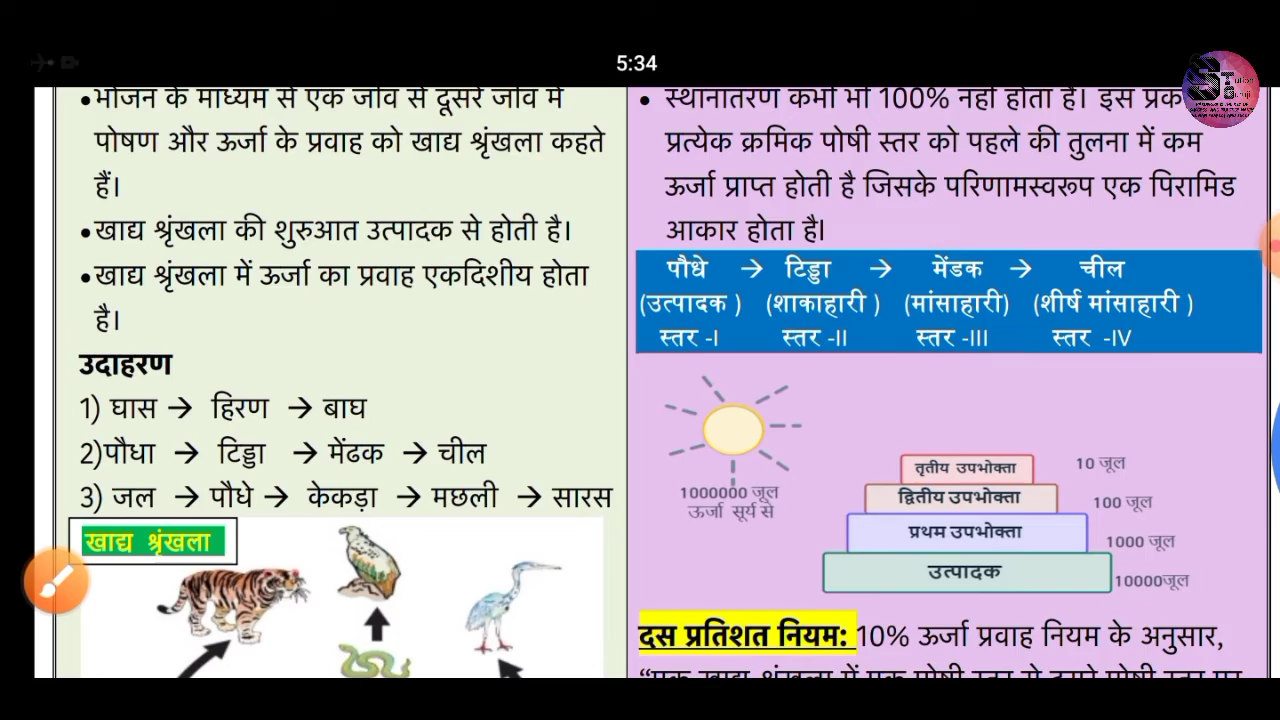 5:34
भोजन के माध्यम से एक जीव से दूसरे जीव में
पोषण और ऊर्जा के प्रवाह को खाद्य श्रृंखला कहते
हैं।
•खाद्य श्रृंखला की शुरुआत उत्पादक से होती है।
•खाद्य श्रृंखला में ऊर्जा का प्रवाह एकदिशीय होता
है।
उदाहरण
1) घास → हिरण → बाघ
2)पौधा → टिड्डा → मेंढक → चील
3) जल → पौधे → केकड़ा → मछली → सारस
खाद्य श्रृंखला
• स्थानांतरण कभी भी 100% नहीं होता है। इस
प्रत्येक क्रमिक पोषी स्तर को पहले की तुलना में कम
ऊर्जा प्राप्त होती है जिसके परिणामस्वरूप एक पिरामिड
आकार होता है।
पौधे → टिड्डा → मेंडक → चील
(उत्पादक ) (शाकाहारी ) (मांसाहारी) (शीर्ष मांसाहारी )
स्तर -I स्तर -II स्तर -III स्तर -IV
1000000 जूल
ऊर्जा सूर्य से
तृतीय उपभोक्ता 10 जूल
द्वितीय उपभोक्ता 100 जूल
प्रथम उपभोक्ता 1000 जूल
उत्पादक 10000जूल
दस प्रतिशत नियम: 10% ऊर्जा प्रवाह नियम के अनुसार,